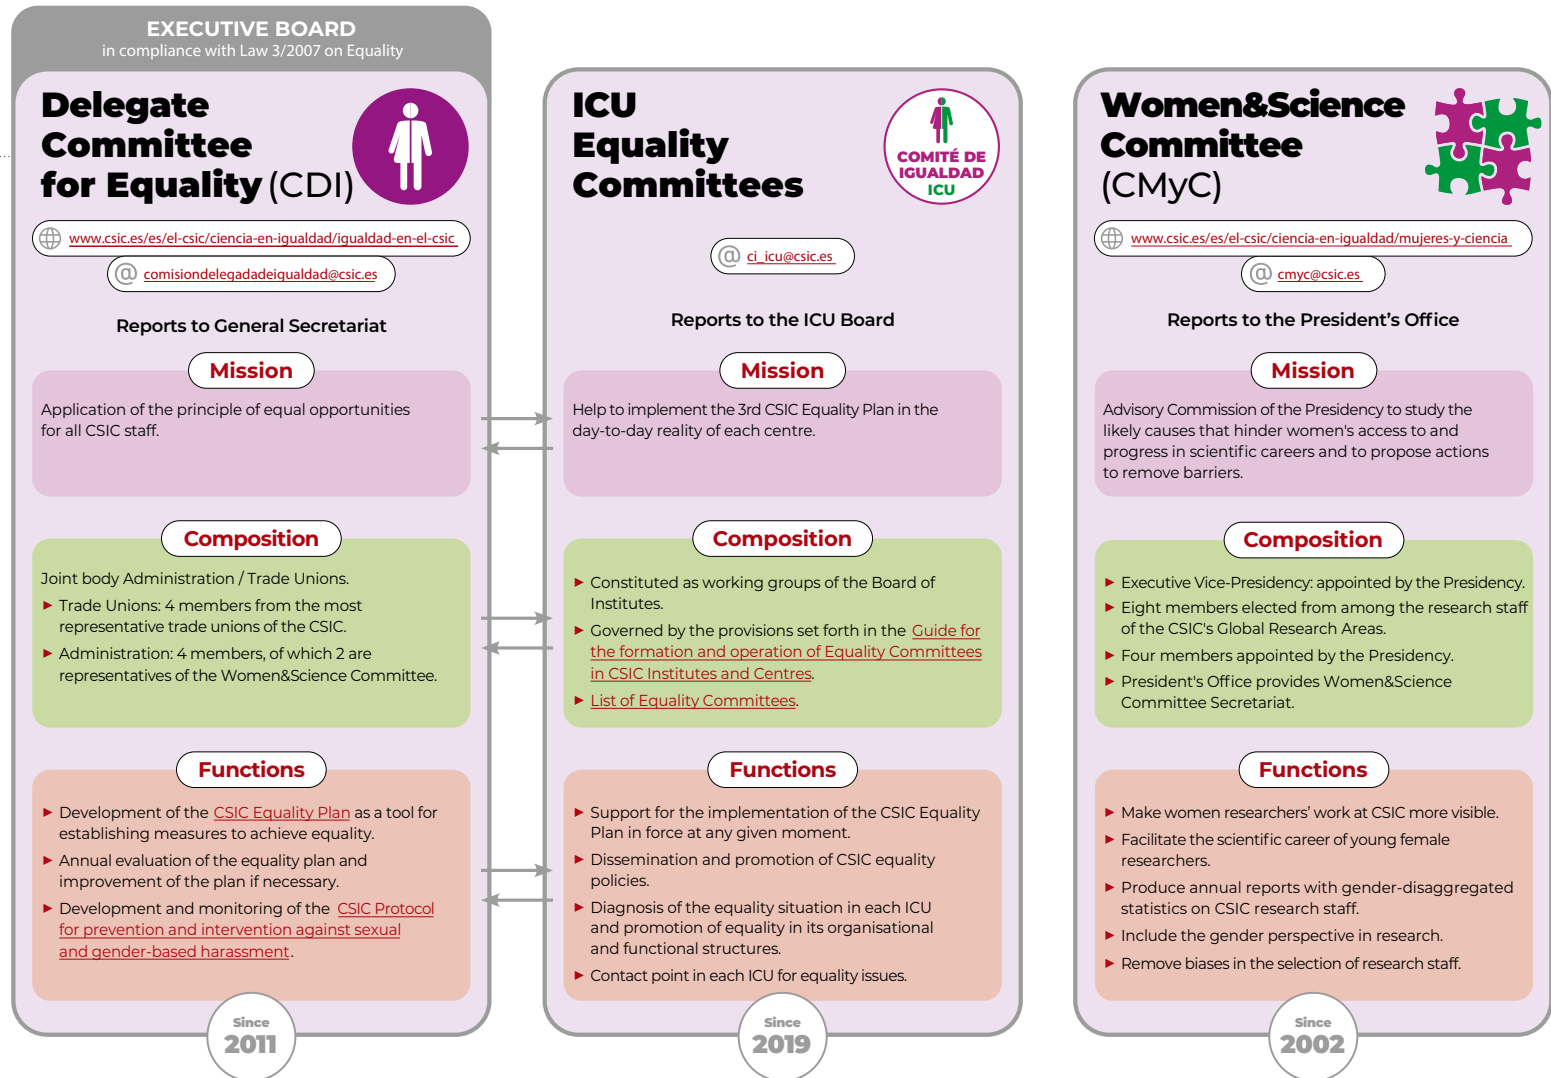 EXECUTIVE BOARD
in compliance with Law 3/2007 on Equality
Delegate
Committee
for Equality (CDI)
www.csic.es/es/el-csic/ciencia-en-igualdad/igualdad-en-el-csic
@ comisiondelegadadeigualdad@csic.es
Reports to General Secretariat
Mission
Application of the principle of equal opportunities
for all CSIC staff.
Composition
Joint body Administration / Trade Unions.
► Trade Unions: 4 members from the most
representative trade unions of the CSIC.
► Administration: 4 members, of which 2 are
representatives of the Women&Science Committee.
Functions
► Development of the CSIC Equality Plan as a tool for
establishing measures to achieve equality.
► Annual evaluation of the equality plan and
improvement of the plan if necessary.
► Development and monitoring of the CSIC Protocol
for prevention and intervention against sexual
and gender-based harassment.
Since
2011
ICU
Equality
Committees
COMITÉ DE
IGUALDAD
ICU
@ ci_icu@csic.es
Reports to the ICU Board
Mission
Help to implement the 3rd CSIC Equality Plan in the
day-to-day reality of each centre.
Composition
► Constituted as working groups of the Board of
Institutes.
► Governed by the provisions set forth in the Guide for
the formation and operation of Equality Committees
in CSIC Institutes and Centres.
► List of Equality Committees.
Functions
► Support for the implementation of the CSIC Equality
Plan in force at any given moment.
► Dissemination and promotion of CSIC equality
policies.
► Diagnosis of the equality situation in each ICU
and promotion of equality in its organisational
and functional structures.
► Contact point in each ICU for equality issues.
Since
2019
Women&Science
Committee
(CMyC)
www.csic.es/es/el-csic/ciencia-en-igualdad/mujeres-y-ciencia
@ cmyc@csic.es
Reports to the President's Office
Mission
Advisory Commission of the Presidency to study the
likely causes that hinder women's access to and
progress in scientific careers and to propose actions
to remove barriers.
Composition
► Executive Vice-Presidency: appointed by the Presidency.
► Eight members elected from among the research staff
of the CSIC's Global Research Areas.
► Four members appointed by the Presidency.
► President's Office provides Women&Science
Committee Secretariat.
Functions
► Make women researchers' work at CSIC more visible.
► Facilitate the scientific career of young female
researchers.
► Produce annual reports with gender-disaggregated
statistics on CSIC research staff.
► Include the gender perspective in research.
► Remove biases in the selection of research staff.
Since
2002